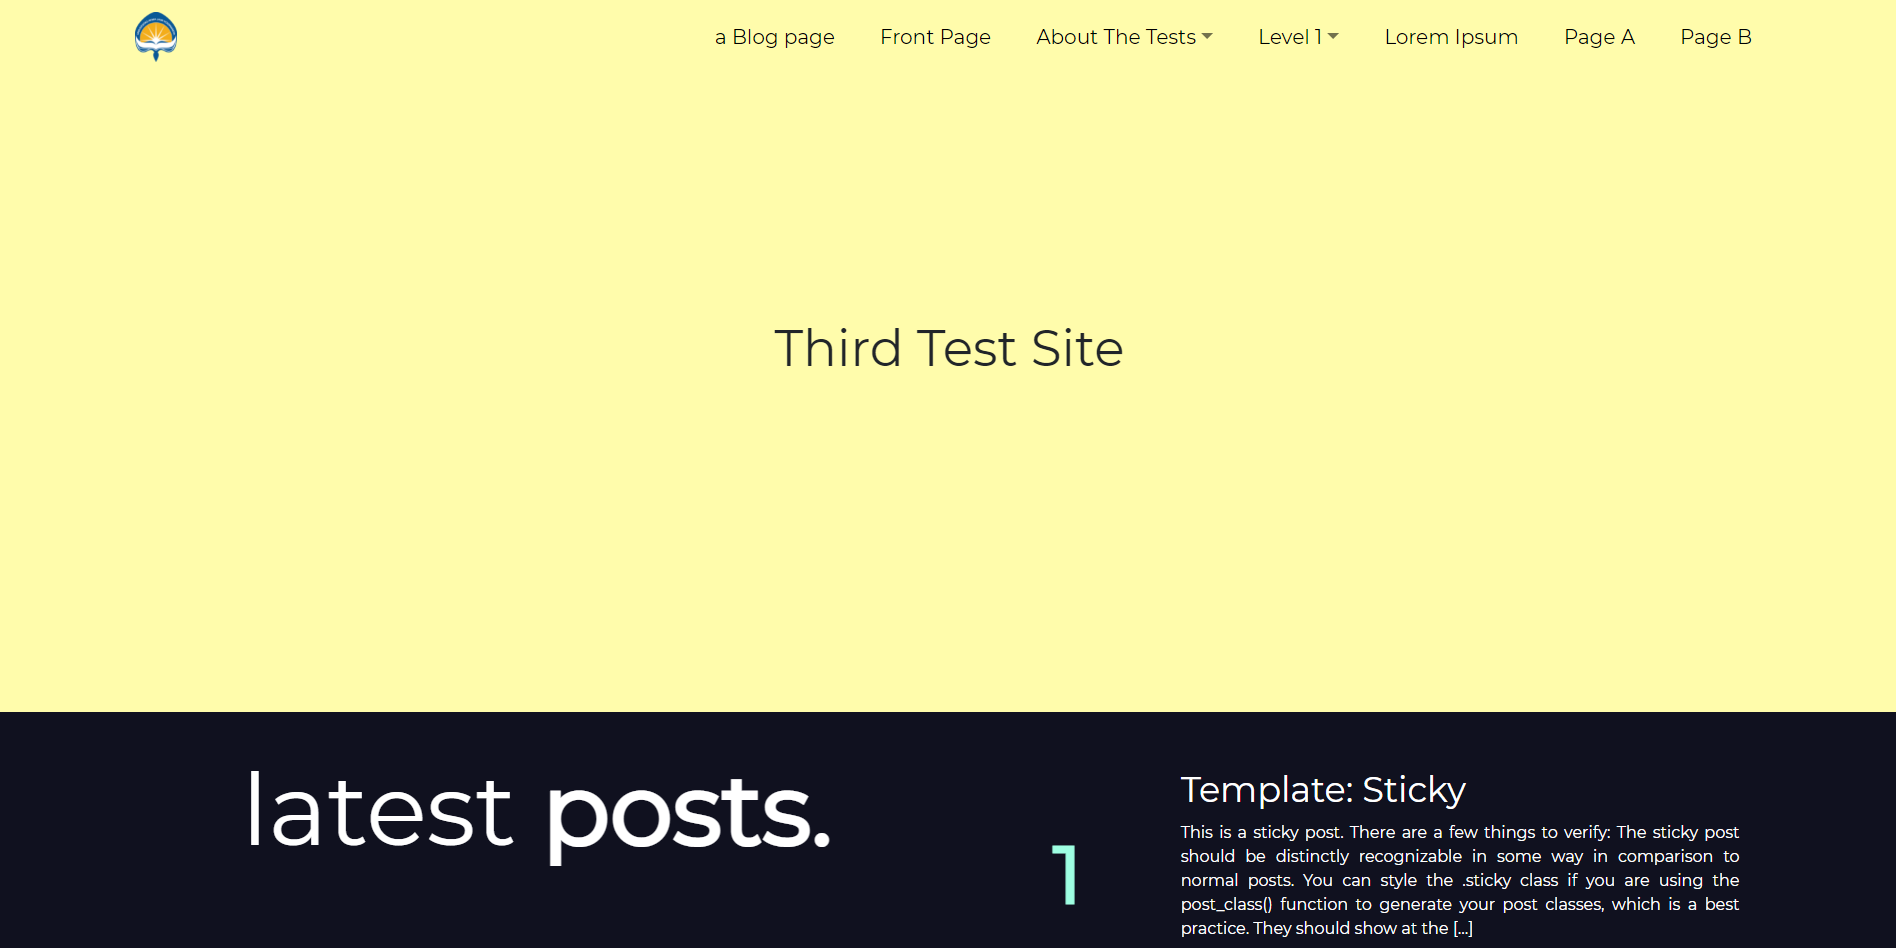 a Blog page Front Page About The Tests Level 1 Lorem Ipsum Page A Page B
Third Test Site
latest posts.
1
Template: Sticky
This is a sticky post. There are a few things to verify: The sticky post
should be distinctly recognizable in some way in comparison to
normal posts. You can style the .sticky class if you are using the
post_class() function to generate your post classes, which is a best
practice. They should show at the [...]